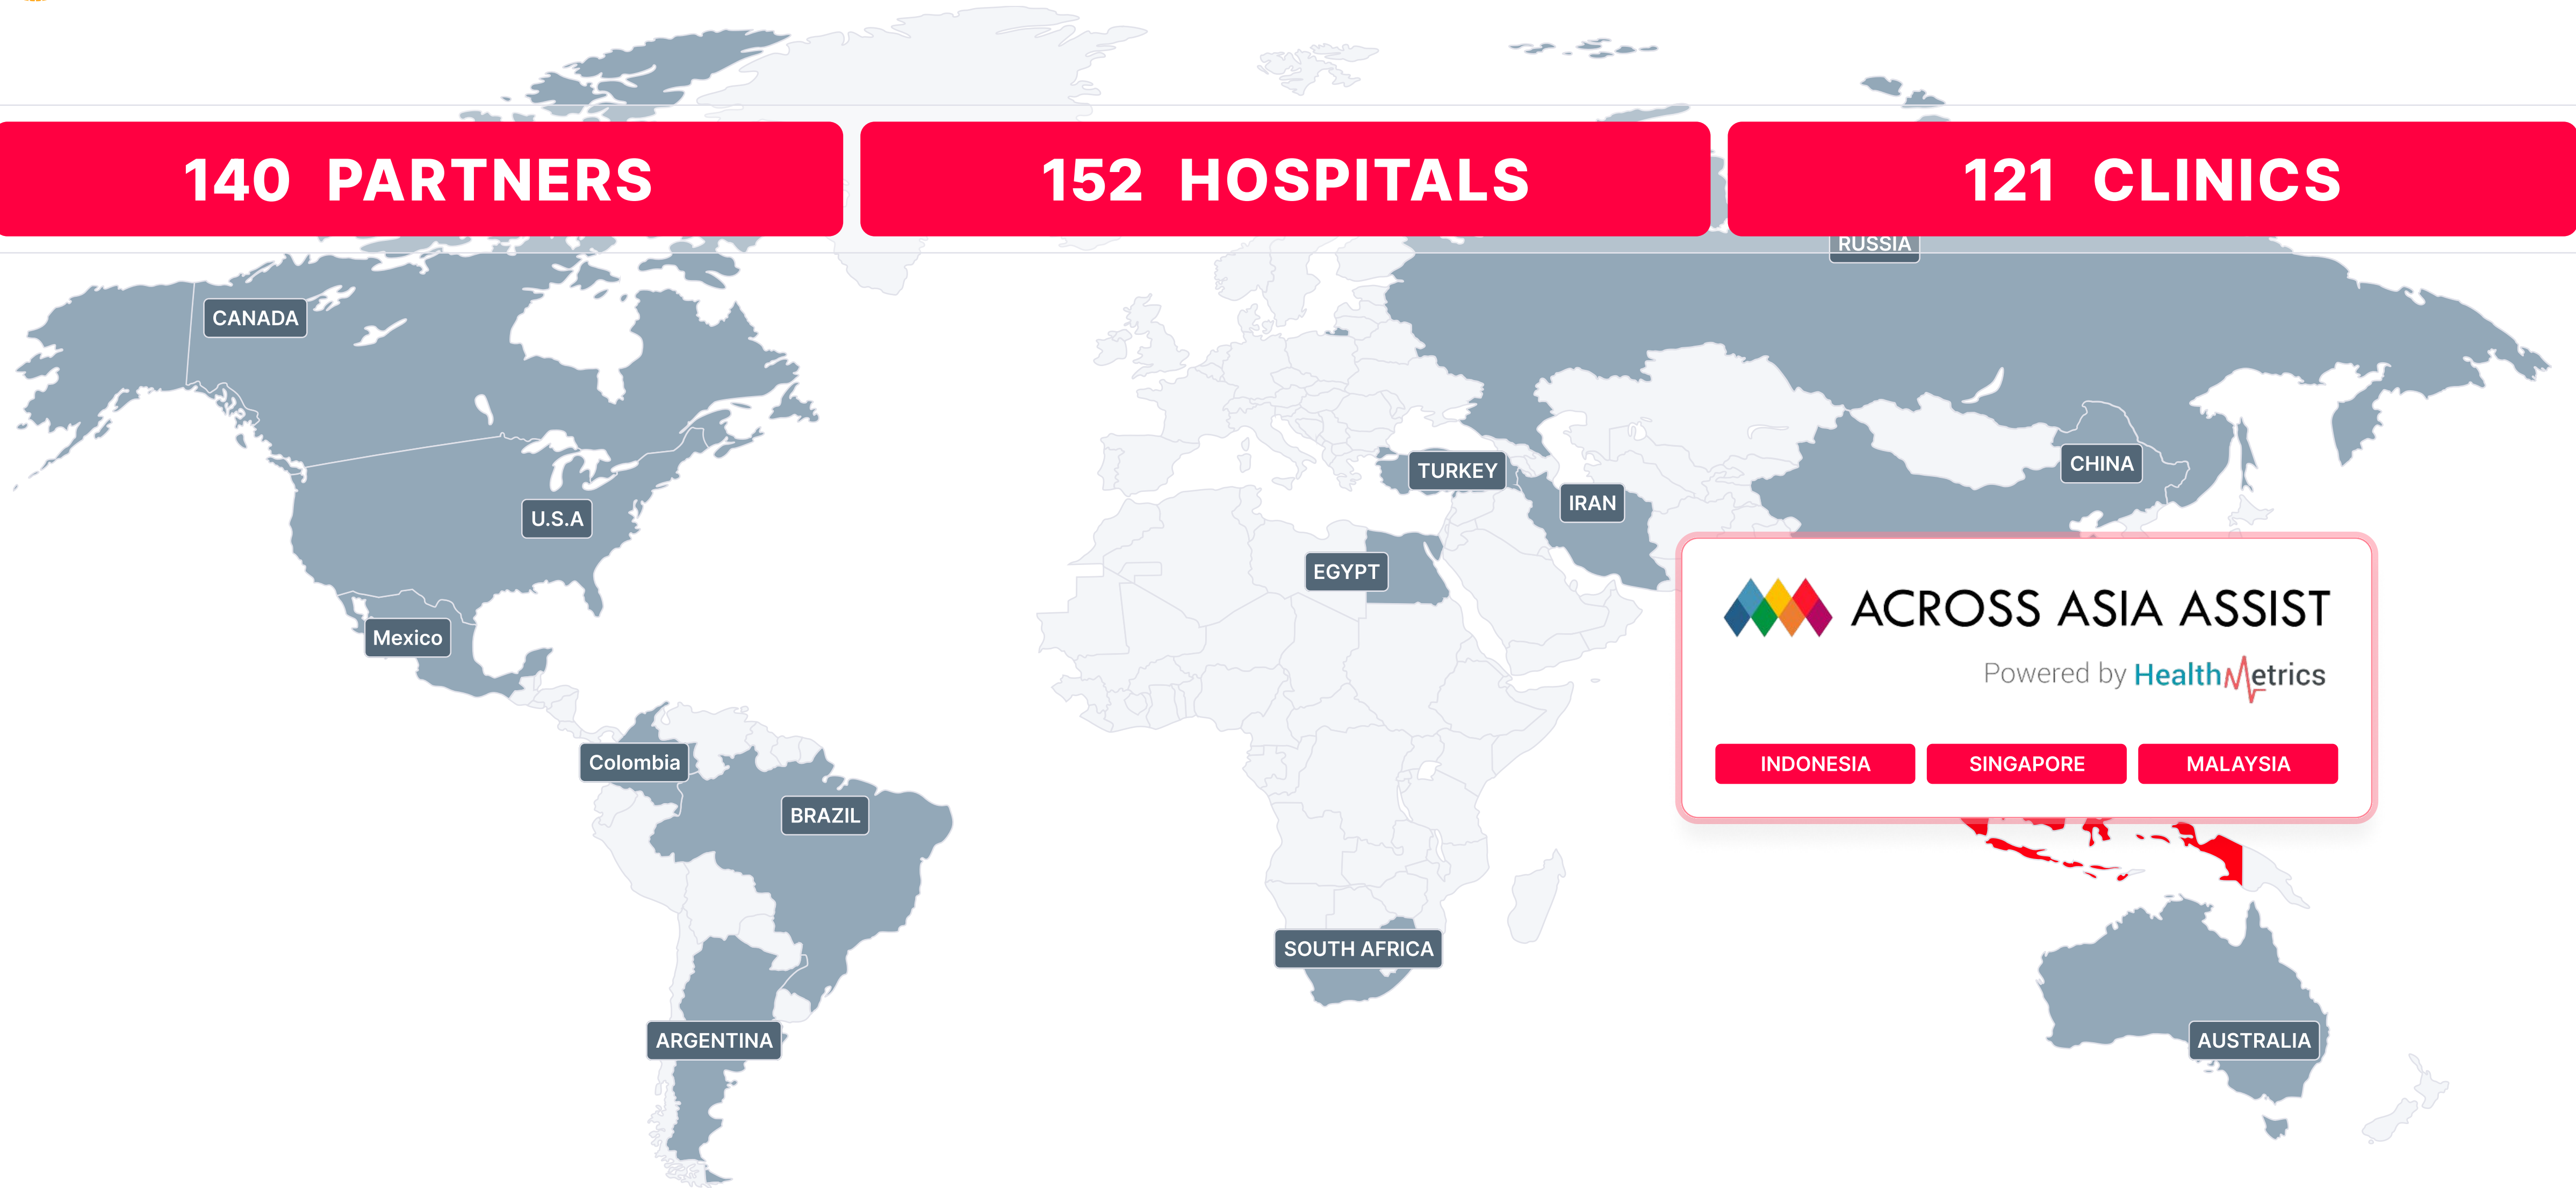 140 PARTNERS
152 HOSPITALS
121 CLINICS
RUSSIA
CANADA
TURKEY
CHINA
IRAN
U.S.A
EGYPT
Mexico
ACROSS ASIA ASSIST
Powered by HealthMetrics
INDONESIA
SINGAPORE
MALAYSIA
Colombia
BRAZIL
SOUTH AFRICA
ARGENTINA
AUSTRALIA